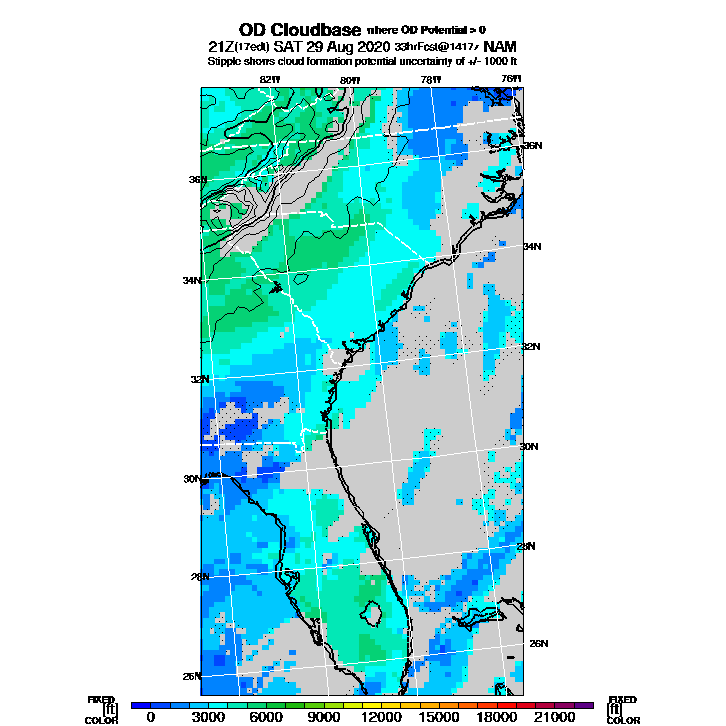 OD Cloudbase where OD Potential > 0
21Z(17edt) SAT 29 Aug 2020 33hrFcst@1417z NAM
Stipple shows cloud formation potential uncertainty of +/- 1000 ft
82W 80W 78W 76W
36N 36N
34N 34N
32N 32N
30N 30N
28N 28N
26N 26N
FIXED FIXED
[ft] [ft]
COLOR 0 3000 6000 9000 12000 15000 18000 21000 COLOR